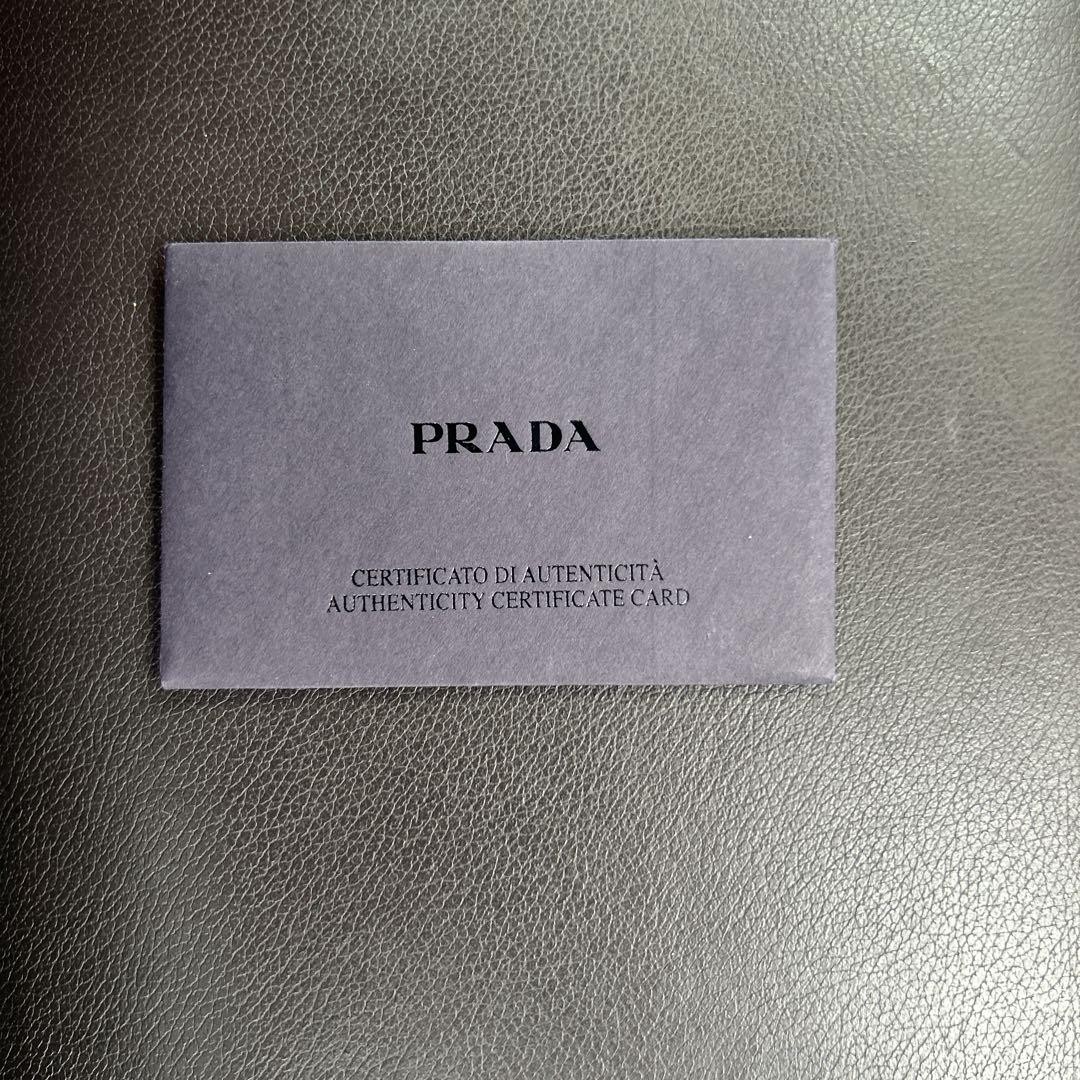 PRADA
CERTIFICATO DI AUTENTICITÀ
AUTHENTICITY CERTIFICATE CARD